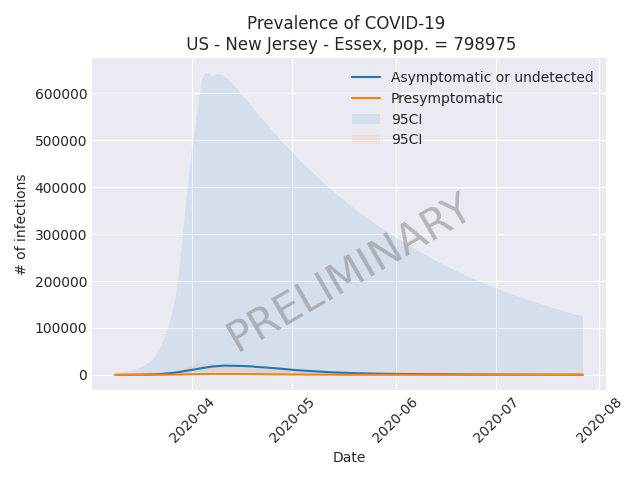 Prevalence of COVID-19
US - New Jersey - Essex, pop. = 798975
Asymptomatic or undetected
Presymptomatic
95CI
95CI
600000
500000
400000
300000
200000
100000
0
# of infections
PRELIMINARY
2020-04
2020-05
2020-06
2020-07
2020-08
Date